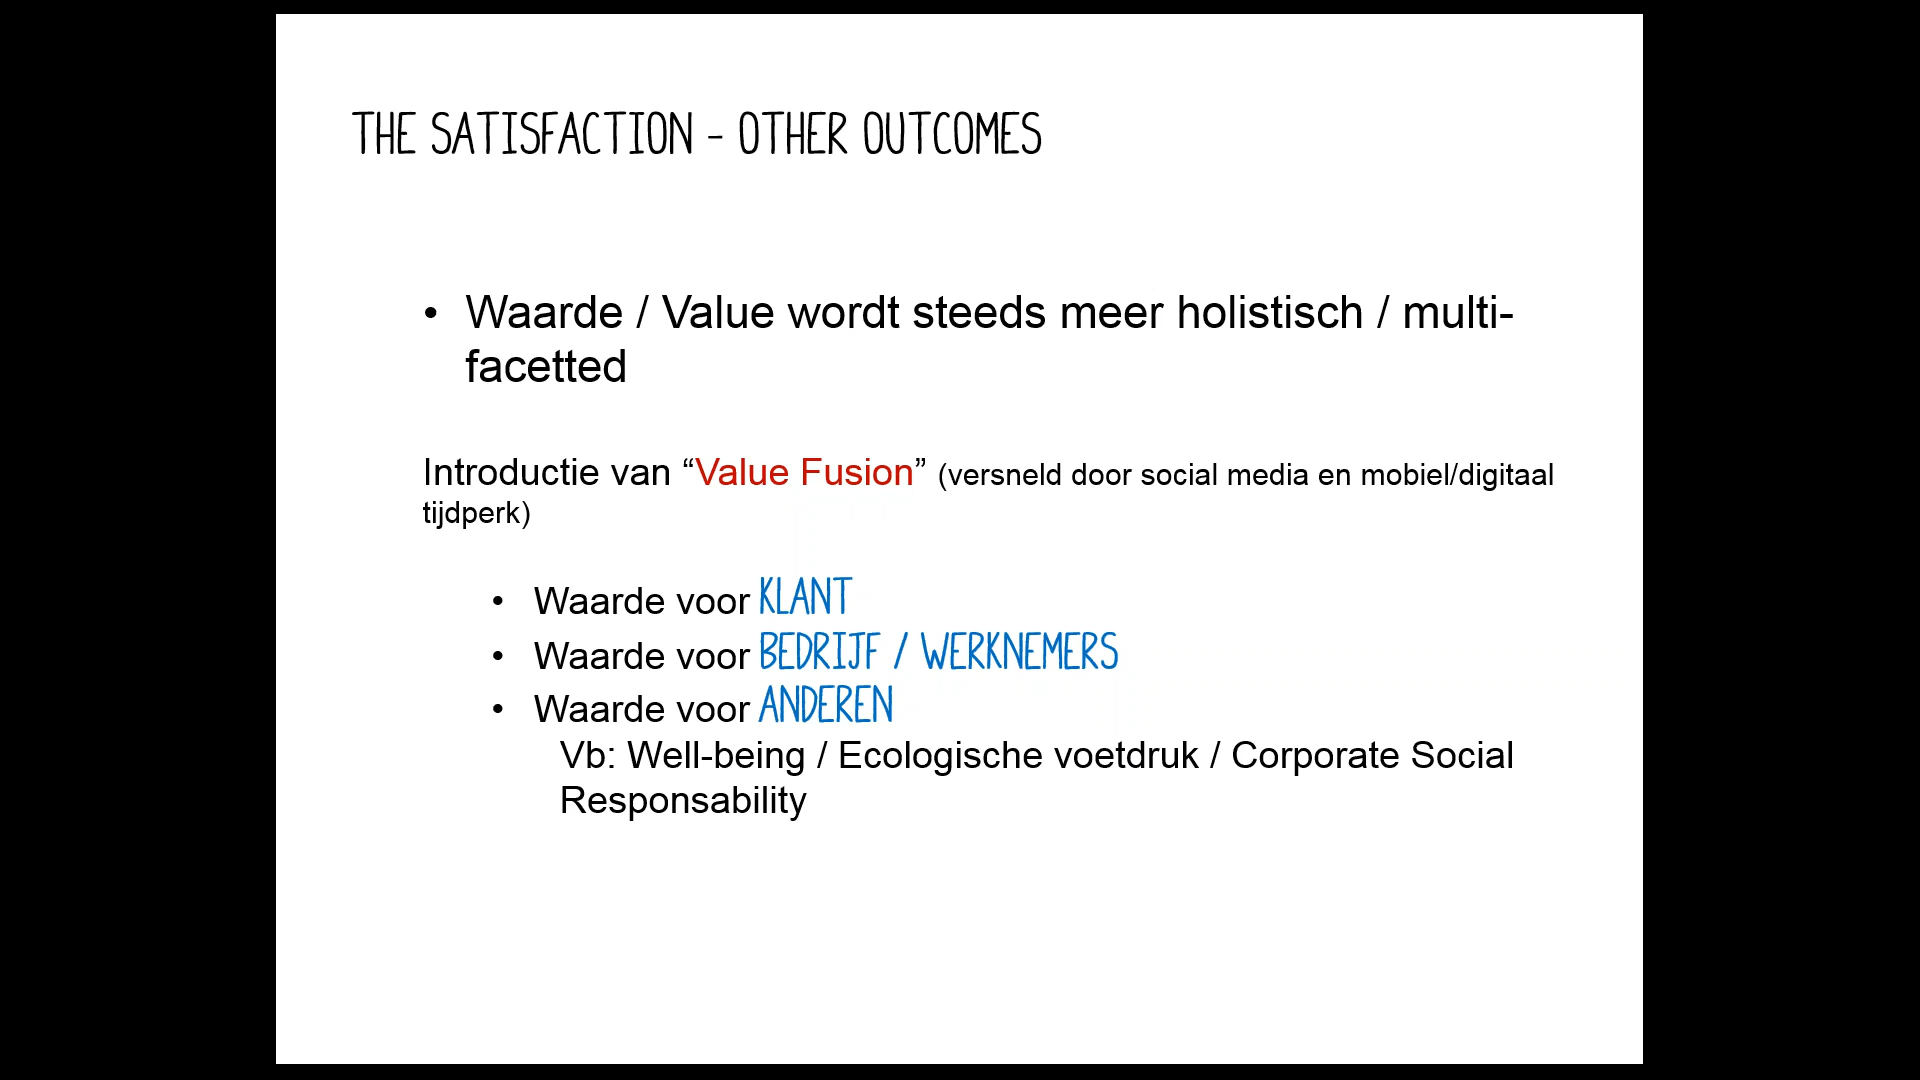 THE SATISFACTION - OTHER OUTCOMES
• Waarde / Value wordt steeds meer holistisch / multi-
facetted
Introductie van “Value Fusion” (versneld door social media en mobiel/digitaal
tijdperk)
• Waarde voor KLANT
• Waarde voor BEDRIJF / WERKNEMERS
• Waarde voor ANDEREN
Vb: Well-being / Ecologische voetdruk / Corporate Social
Responsability